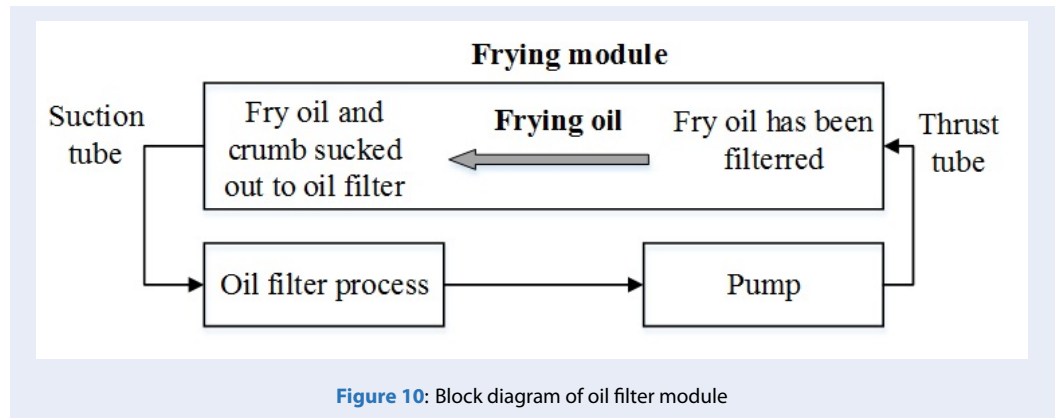 Frying module
Suction
tube
Fry oil and
crumb sucked
out to oil filter
Frying oil
Fry oil has been
filterred
Thrust
tube
Oil filter process
Pump
Figure 10: Block diagram of oil filter module